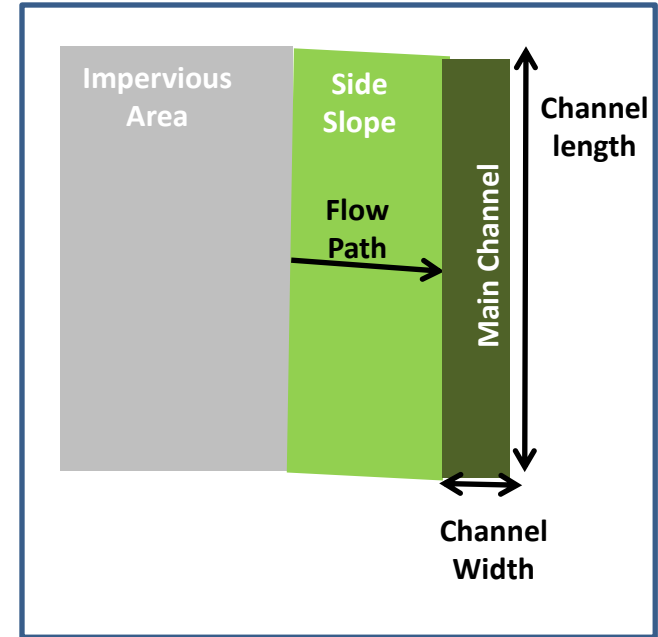 Impervious
Area
Side
Slope
Channel
length
Flow
Path
Main Channel
Channel
Width